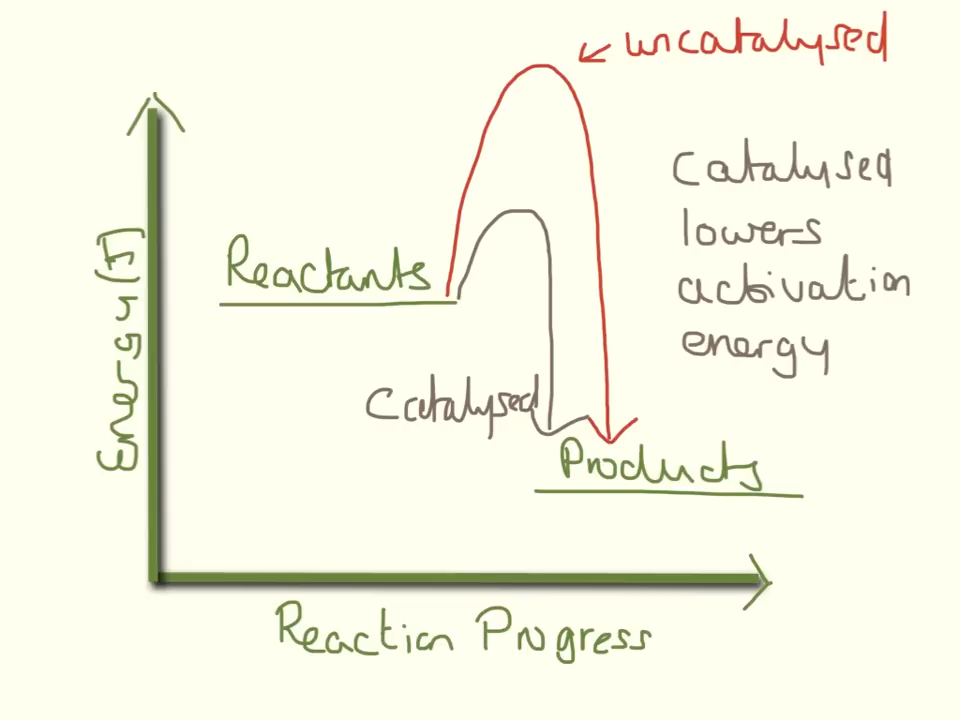 uncatalysed
Catalysed
lowers
activation
energy
Reactants
Energy (E)
Catalysed
Products
Reaction Progress